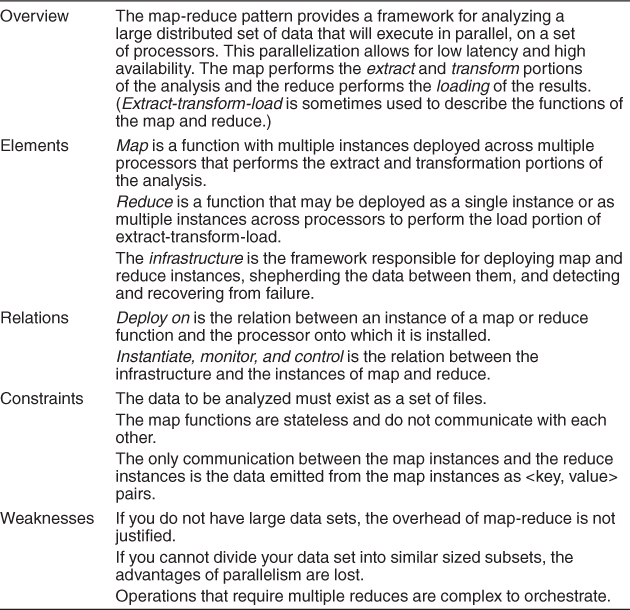 Overview The map-reduce pattern provides a framework for analyzing a
large distributed set of data that will execute in parallel, on a set
of processors. This parallelization allows for low latency and high
availability. The map performs the extract and transform portions
of the analysis and the reduce performs the loading of the results.
(Extract-transform-load is sometimes used to describe the functions of
the map and reduce.)
Elements Map is a function with multiple instances deployed across multiple
processors that performs the extract and transformation portions of
the analysis.
Reduce is a function that may be deployed as a single instance or as
multiple instances across processors to perform the load portion of
extract-transform-load.
The infrastructure is the framework responsible for deploying map and
reduce instances, shepherding the data between them, and detecting
and recovering from failure.
Relations Deploy on is the relation between an instance of a map or reduce
function and the processor onto which it is installed.
Instantiate, monitor, and control is the relation between the
infrastructure and the instances of map and reduce.
Constraints The data to be analyzed must exist as a set of files.
The map functions are stateless and do not communicate with each
other.
The only communication between the map instances and the reduce
instances is the data emitted from the map instances as <key, value>
pairs.
Weaknesses If you do not have large data sets, the overhead of map-reduce is not
justified.
If you cannot divide your data set into similar sized subsets, the
advantages of parallelism are lost.
Operations that require multiple reduces are complex to orchestrate.